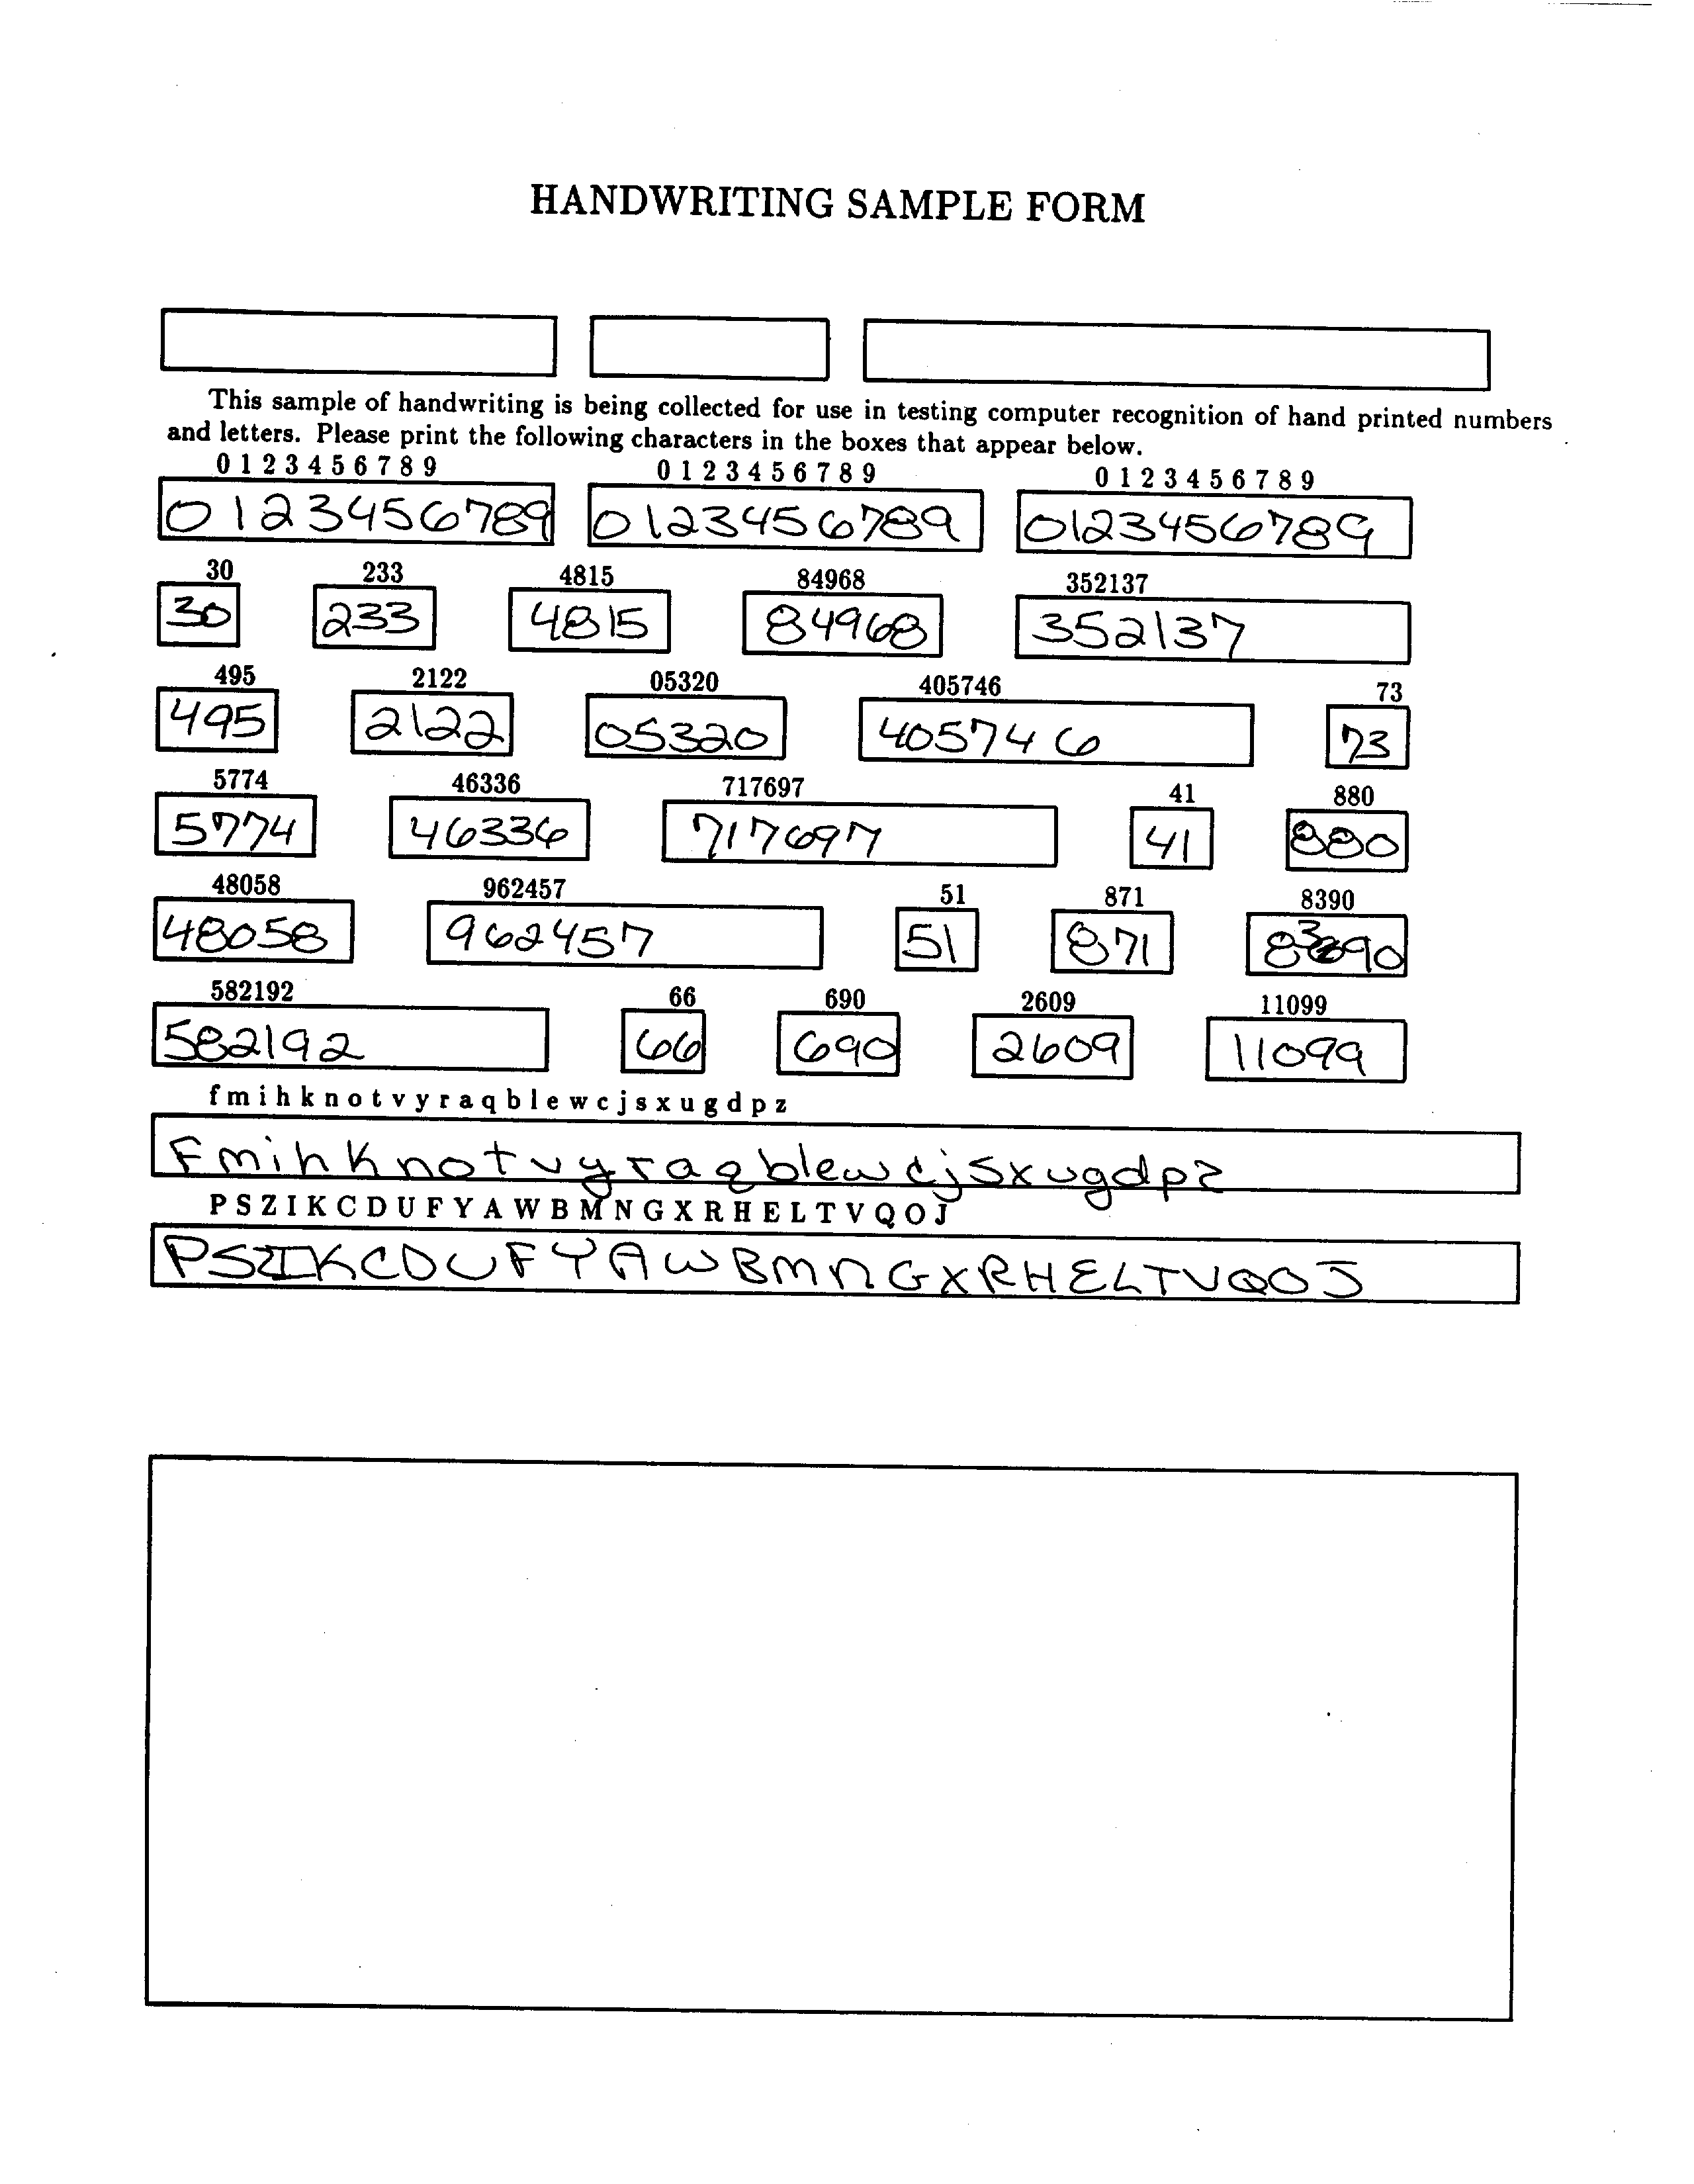 HANDWRITING SAMPLE FORM
This sample of handwriting is being collected for use in testing computer recognition of hand printed numbers
and letters. Please print the following characters in the boxes that appear below.
0 1 2 3 4 5 6 7 8 9 0 1 2 3 4 5 6 7 8 9 0 1 2 3 4 5 6 7 8 9
0123456789 0123456789 0123456789
30 233 4815 84968 352137
30 233 4815 84968 352137
495 2122 05320 405746 73
495 2122 05320 405746 73
5774 46336 717697 41 880
5774 46336 717697 41 880
48058 962457 51 871 8390
48058 962457 51 871 8390
582192 66 690 2609 11099
582192 66 690 2609 11099
f m i h k n o t v y r a q b l e w c j s x u g d p z
F m i h k n o t v y r a q b l e w c j s x u g d p z
P S Z I K C D U F Y A W B M N G X R H E L T V Q O J
P S Z I K C D U F Y A W B M N G X R H E L T V Q O J